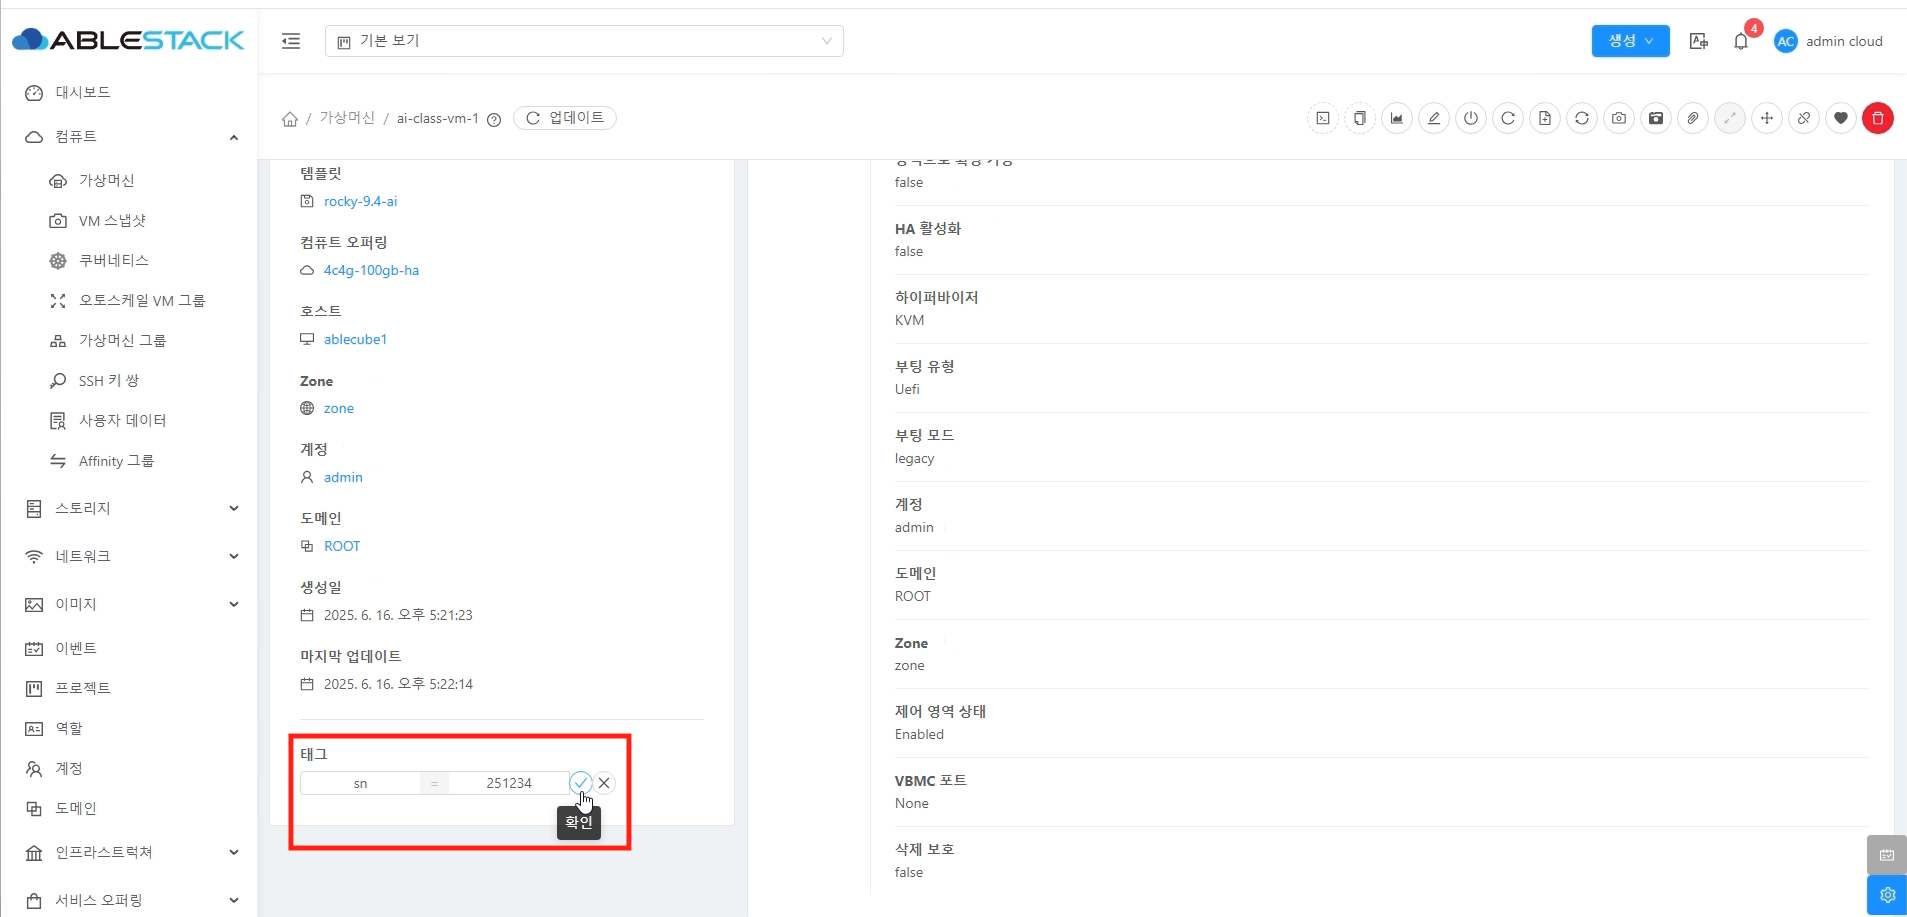 ABLESTACK
기본 보기
생성
4
AC
admin cloud
대시보드
컴퓨트
가상머신
VM 스냅샷
쿠버네티스
오토스케일 VM 그룹
가상머신 그룹
SSH 키 쌍
사용자 데이터
Affinity 그룹
스토리지
네트워크
이미지
이벤트
프로젝트
역할
계정
도메인
인프라스트럭쳐
서비스 오퍼링
/ 가상머신 / ai-class-vm-1
업데이트
템플릿
rocky-9.4-ai
컴퓨트 오퍼링
4c4g-100gb-ha
호스트
ablecube1
Zone
zone
계정
admin
도메인
ROOT
생성일
2025. 6. 16. 오후 5:21:23
마지막 업데이트
2025. 6. 16. 오후 5:22:14
태그
sn = 251234
확인
false
HA 활성화
false
하이퍼바이저
KVM
부팅 유형
Uefi
부팅 모드
legacy
계정
admin
도메인
ROOT
Zone
zone
제어 영역 상태
Enabled
VBMC 포트
None
삭제 보호
false